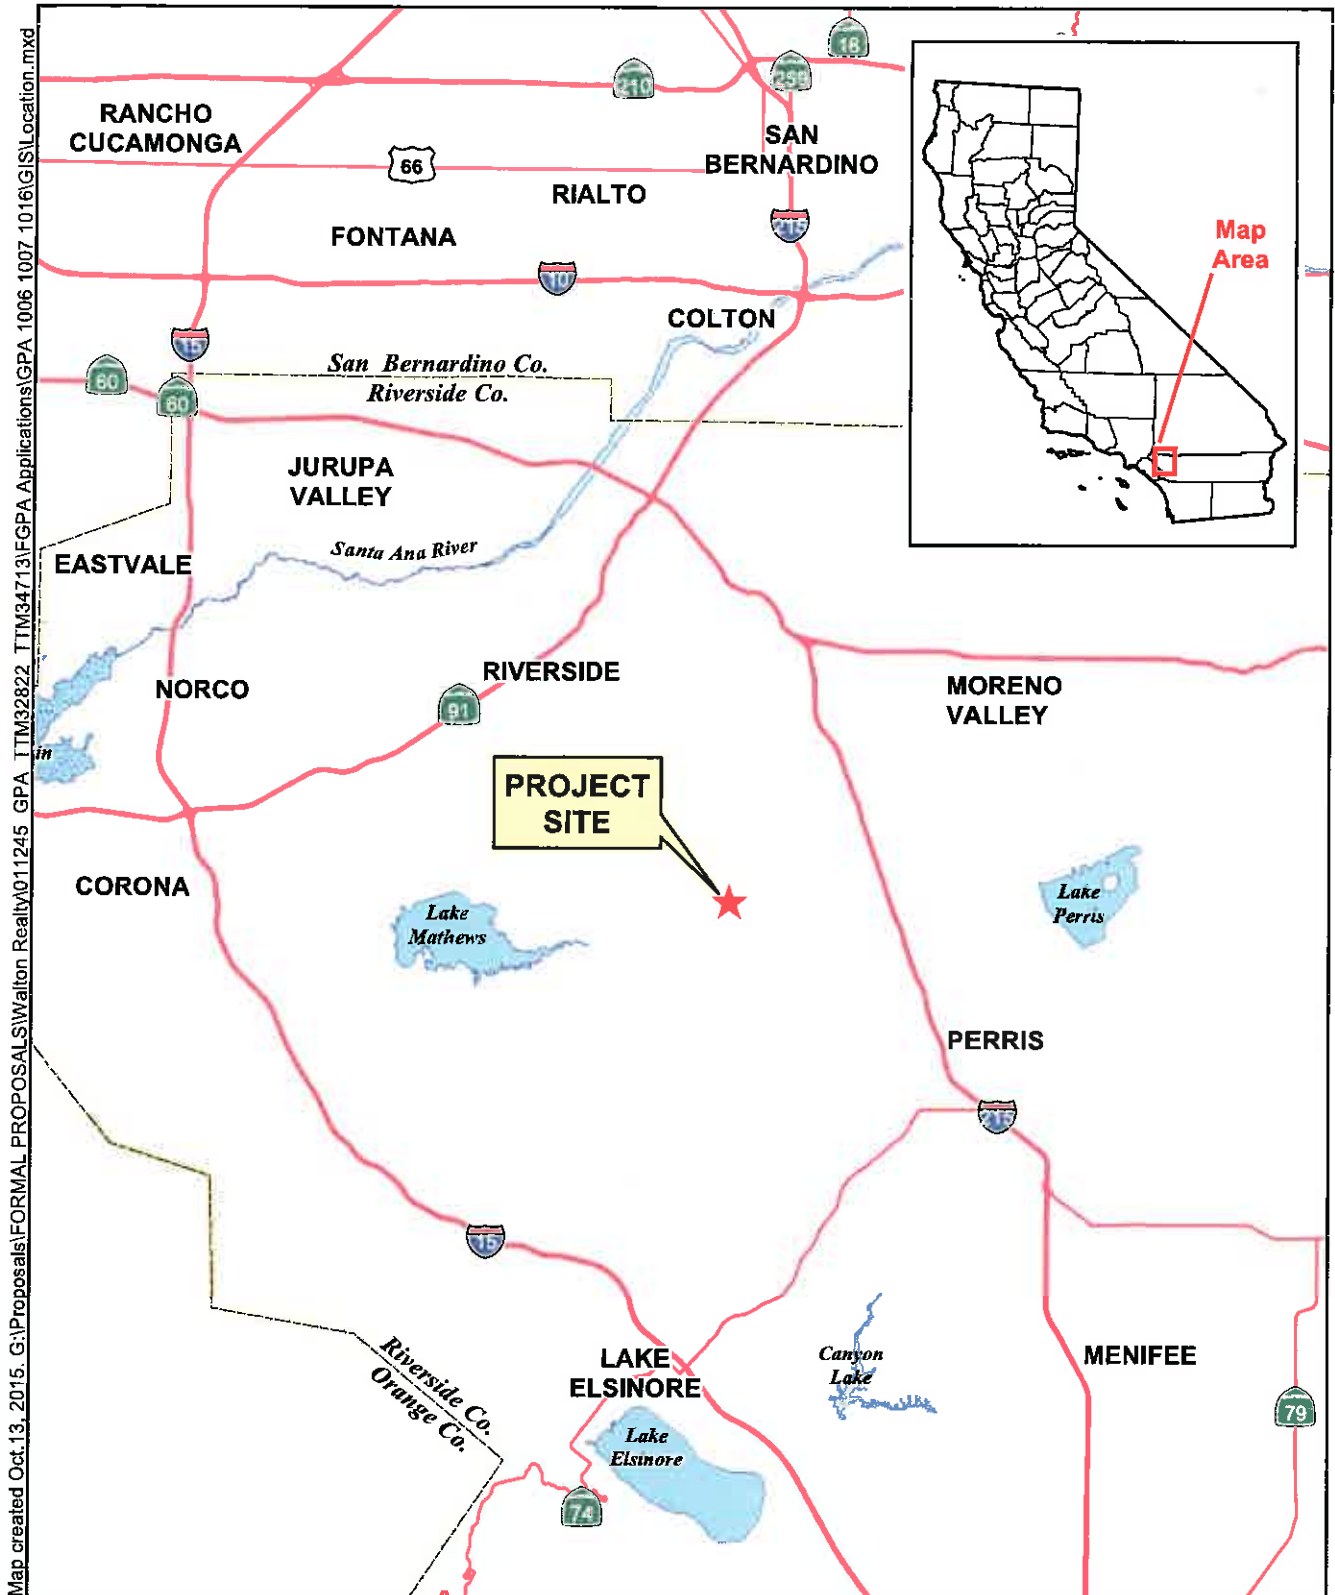 Map created Oct.13, 2015. G:\Proposals\FORMAL PROPOSALS\Walton Realty\011245_GPA_TTM32822_TTM34713\FGPA Applications\GPA 1006 1007 1016\GIS\Location.mxd
18
210
259
RANCHO
CUCAMONGA
SAN
BERNARDINO
66
RIALTO
215
FONTANA
Map
Area
10
COLTON
15
San Bernardino Co.
Riverside Co.
60
60
JURUPA
VALLEY
Santa Ana River
EASTVALE
RIVERSIDE
NORCO
MORENO
VALLEY
91
in
PROJECT
SITE
CORONA
Lake
Mathews
Lake
Perris
PERRIS
215
15
Riverside Co.
Orange Co.
LAKE
ELSINORE
Canyon
Lake
MENIFEE
79
Lake
Elsinore
74